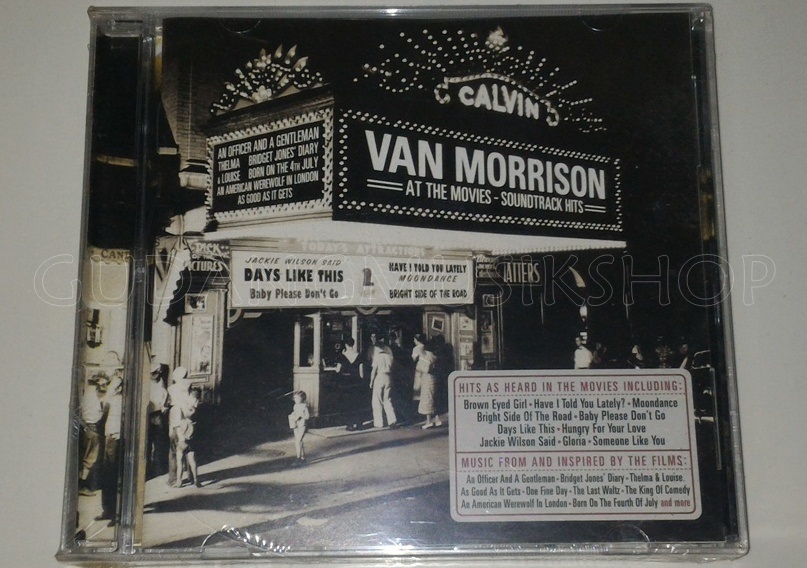 CALVIN
AN OFFICER AND A GENTLEMAN
THELMA BRIDGET JONES' DIARY
& LOUISE BORN ON THE 4TH JULY
AN AMERICAN WEREWOLF IN LONDON
AS GOOD AS IT GETS
VAN MORRISON
AT THE MOVIES - SOUNDTRACK HITS
TODAY'S ATTRACTIONS
PICK
OF
PICTURES
JACKIE WILSON SAID
DAYS LIKE THIS
Baby Please Don't Go
HAVE I TOLD YOU LATELY
MOONDANCE
BRIGHT SIDE OF THE ROAD
ATTERS
CAND
GUDANG MUSIKSHOP
HITS AS HEARD IN THE MOVIES INCLUDING:
Brown Eyed Girl • Have I Told You Lately? • Moondance
Bright Side Of The Road • Baby Please Don't Go
Days Like This • Hungry For Your Love
Jackie Wilson Said • Gloria • Someone Like You
MUSIC FROM AND INSPIRED BY THE FILMS:
An Officer And A Gentleman • Bridget Jones' Diary • Thelma & Louise
As Good As It Gets • One Fine Day • The Last Waltz • The King Of Comedy
An American Werewolf In London • Born On The Fourth Of July and more